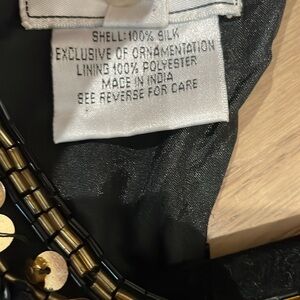 SHELL: 100% SILK
EXCLUSIVE OF ORNAMENTATION
LINING 100% POLYESTER
MADE IN INDIA
SEE REVERSE FOR CARE